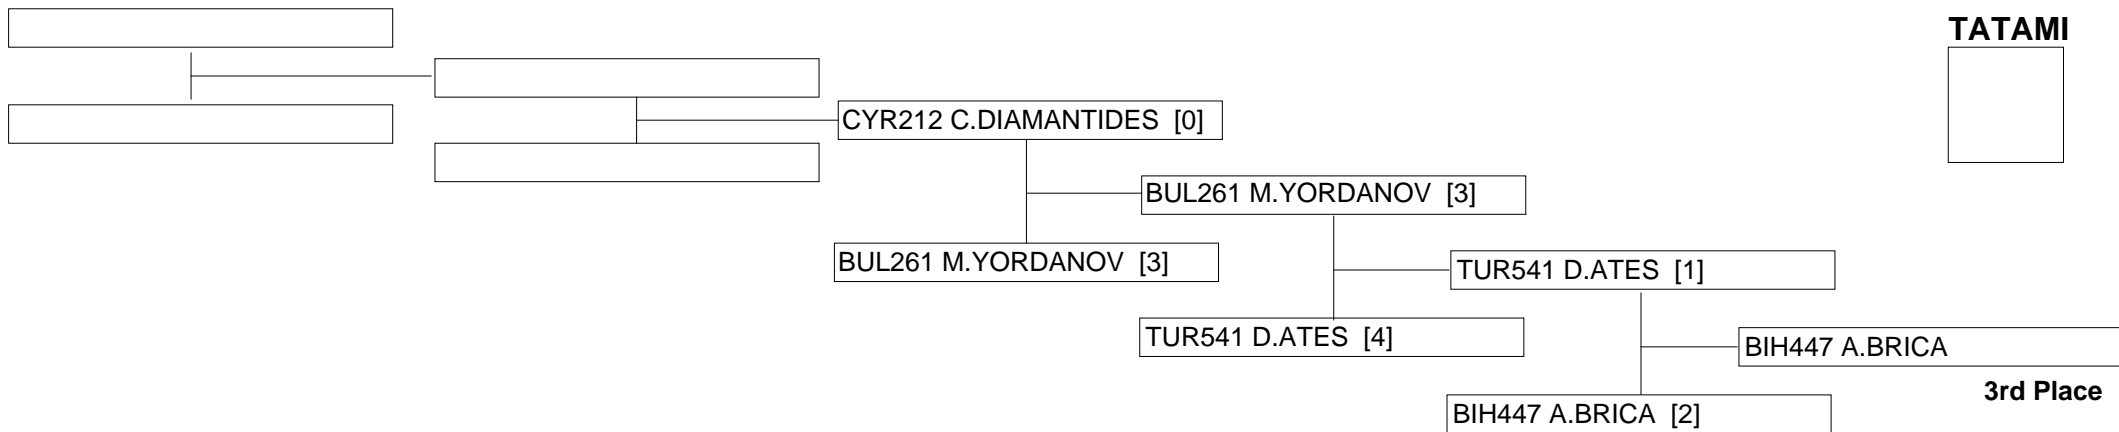 TATAMI
CYR212 C.DIAMANTIDES [0]
BUL261 M.YORDANOV [3]
BUL261 M.YORDANOV [3]
TUR541 D.ATES [1]
TUR541 D.ATES [4]
BIH447 A.BRICA
3rd Place
BIH447 A.BRICA [2]